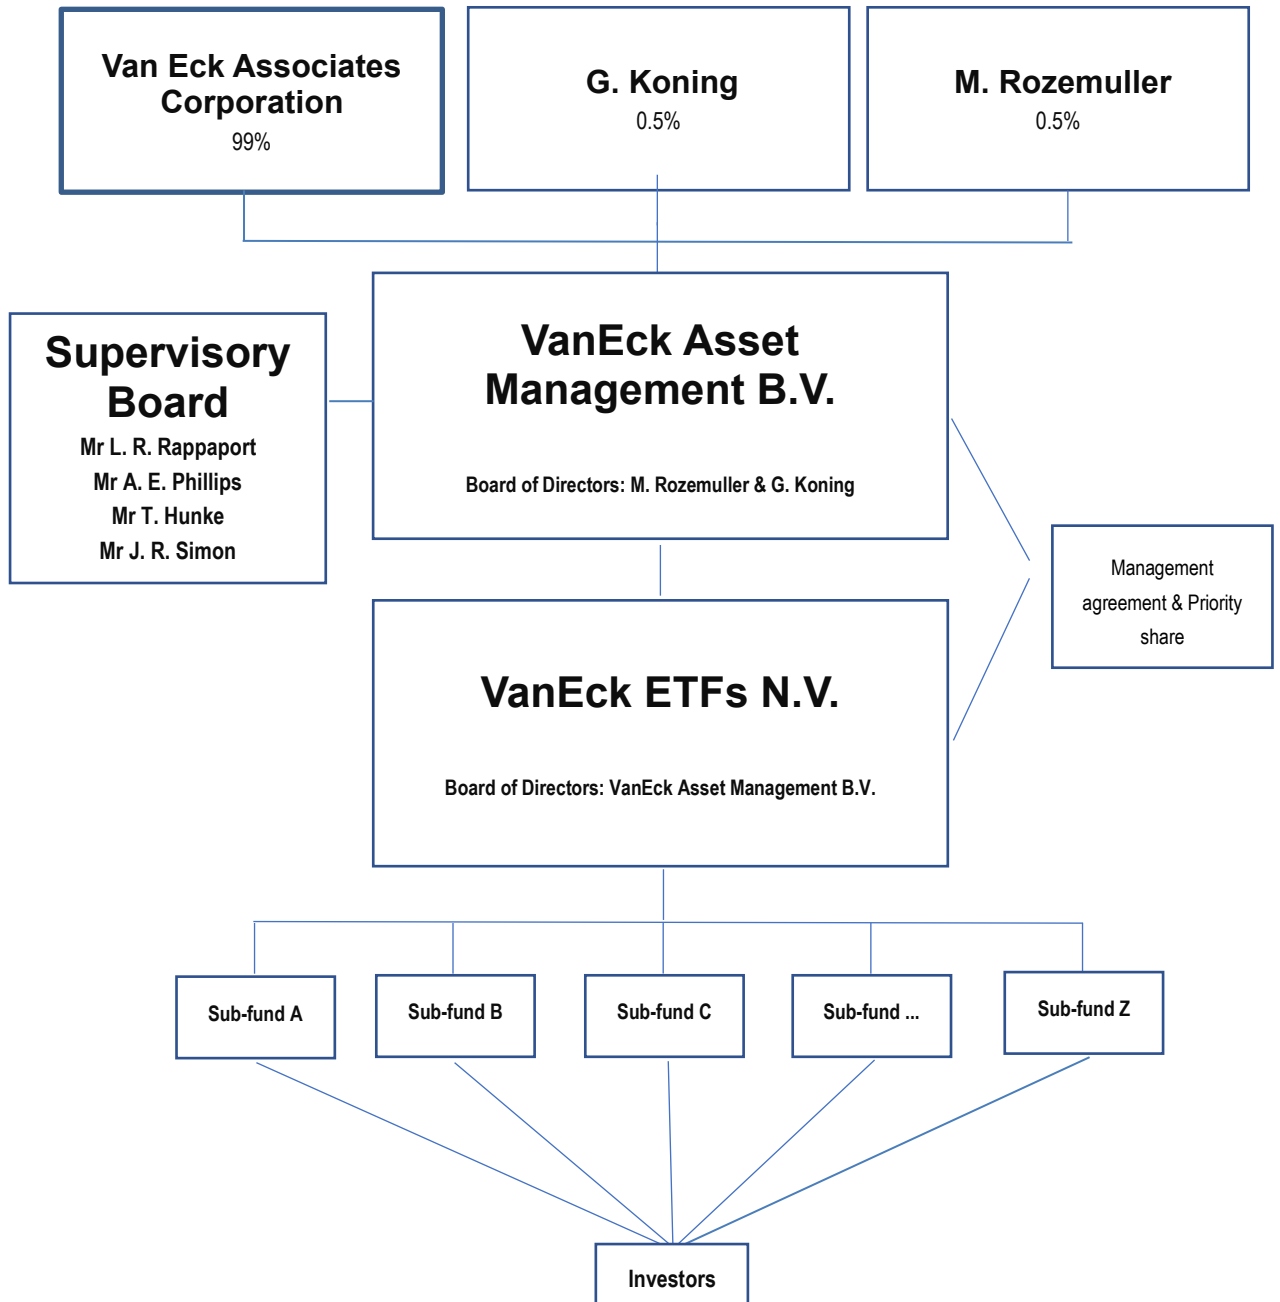 Van Eck Associates
Corporation
99%
G. Koning
0.5%
M. Rozemuller
0.5%
Supervisory
Board
Mr L. R. Rappaport
Mr A. E. Phillips
Mr T. Hunke
Mr J. R. Simon
VanEck Asset
Management B.V.
Board of Directors: M. Rozemuller & G. Koning
Management
agreement & Priority
share
VanEck ETFs N.V.
Board of Directors: VanEck Asset Management B.V.
Sub-fund A
Sub-fund B
Sub-fund C
Sub-fund ...
Sub-fund Z
Investors